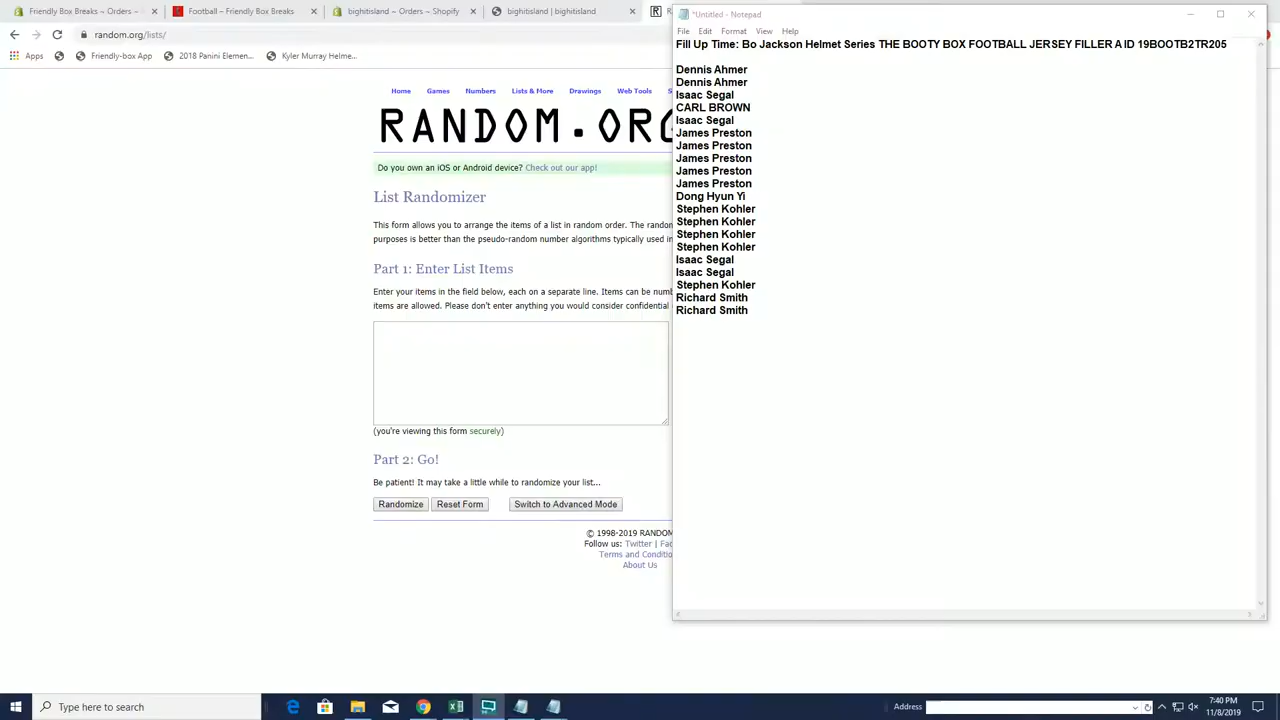 Friendly Box Breaks ~ Orders ~
Football – Friendly Box Breaks
bighitisland ~ Orders ~ Shopify
bighitisland | bighitisland
random.org/lists/
Apps
Friendly-box App
2018 Panini Elemen...
Kyler Murray Helme...
Home
Games
Numbers
Lists & More
Drawings
Web Tools
RANDOM.ORG
Do you own an iOS or Android device? Check out our app!
List Randomizer
This form allows you to arrange the items of a list in random order. The random
purposes is better than the pseudo-random number algorithms typically used in
Part 1: Enter List Items
Enter your items in the field below, each on a separate line. Items can be num
items are allowed. Please don't enter anything you would consider confidential
(you're viewing this form securely)
Part 2: Go!
Be patient! It may take a little while to randomize your list...
Randomize
Reset Form
Switch to Advanced Mode
© 1998-2019 RANDOM
Follow us: Twitter | Fac
Terms and Conditio
About Us
*Untitled - Notepad
File Edit Format View Help
Fill Up Time: Bo Jackson Helmet Series THE BOOTY BOX FOOTBALL JERSEY FILLER A ID 19BOOTB2TR205
Dennis Ahmer
Dennis Ahmer
Isaac Segal
CARL BROWN
Isaac Segal
James Preston
James Preston
James Preston
James Preston
James Preston
Dong Hyun Yi
Stephen Kohler
Stephen Kohler
Stephen Kohler
Stephen Kohler
Isaac Segal
Isaac Segal
Stephen Kohler
Richard Smith
Richard Smith
Type here to search
Address
7:40 PM
11/8/2019